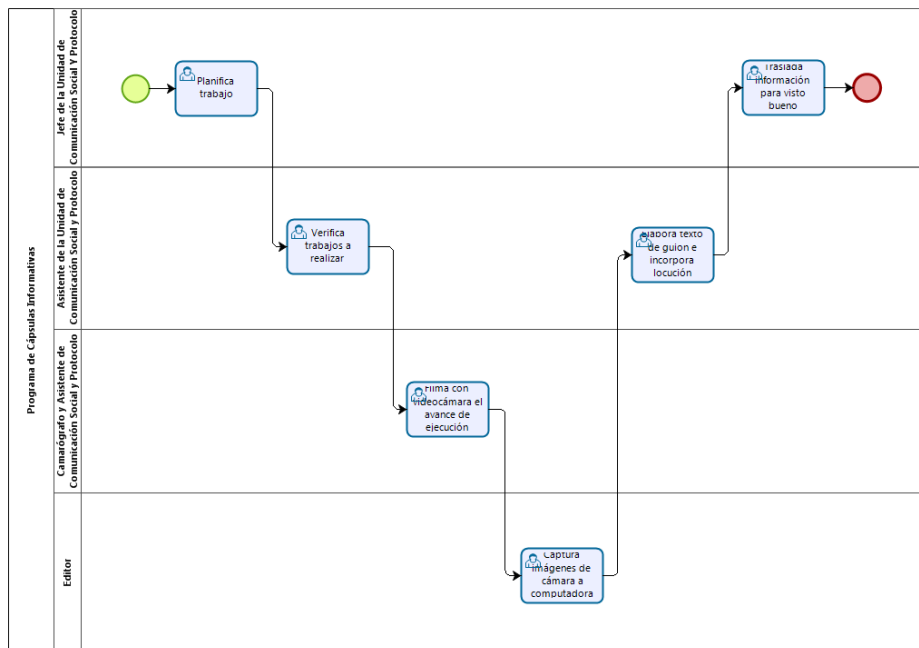 Programa de Cápsulas Informativas
Jefe de la Unidad de
Comunicación Social Y Protocolo
Planifica
trabajo
Traslada
información
para visto
bueno
Asistente de la Unidad de
Comunicación Social y Protocolo
Verifica
trabajos a
realizar
Elabora texto
de guion e
incorpora
locución
Camarógrafo y Asistente de
Comunicación Social y Protocolo
Filma con
videocámara el
avance de
ejecución
Editor
Captura
imágenes de
cámara a
computadora